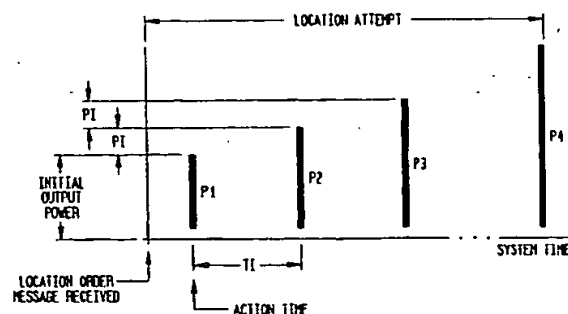 LOCATION ATTEMPT
PI
PI
P1
P2
P3
P4
INITIAL
OUTPUT
POWER
SYSTEM TIME
TI
LOCATION ORDER
MESSAGE RECEIVED
ACTION TIME